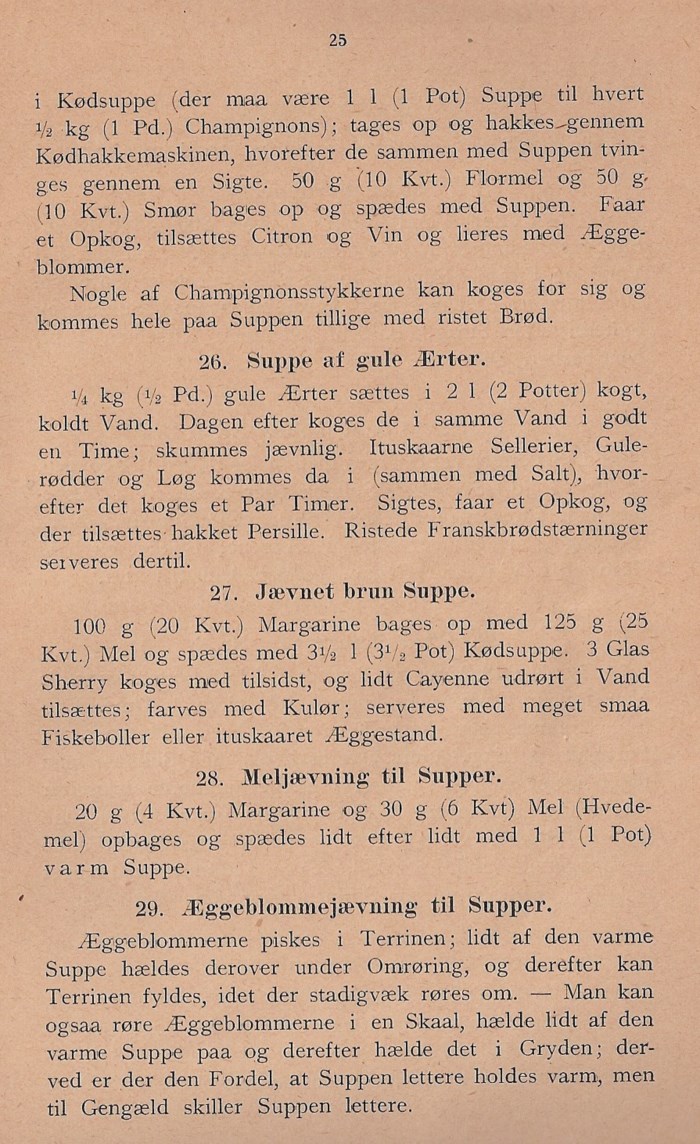 25
i Kødsuppe (der maa være 1 l (1 Pot) Suppe til hvert
½ kg (1 Pd.) Champignons); tages op og hakkes gennem
Kødhakkemaskinen, hvorefter de sammen med Suppen tvin-
ges gennem en Sigte. 50 g (10 Kvt.) Flormel og 50 g
(10 Kvt.) Smør bages op og spædes med Suppen. Faar
et Opkog, tilsættes Citron og Vin og lieres med Ægge-
blommer.
Nogle af Champignonsstykkerne kan koges for sig og
kommes hele paa Suppen tillige med ristet Brød.
26. Suppe af gule Ærter.
¼ kg (½ Pd.) gule Ærter sættes i 2 l (2 Potter) kogt,
koldt Vand. Dagen efter koges de i samme Vand i godt
en Time; skummes jævnlig. Ituskaarne Sellerier, Gule-
rødder og Løg kommes da i (sammen med Salt), hvor-
efter det koges et Par Timer. Sigtes, faar et Opkog, og
der tilsættes hakket Persille. Ristede Franskbrødstærninger
serveres dertil.
27. Jævnet brun Suppe.
100 g (20 Kvt.) Margarine bages op med 125 g (25
Kvt.) Mel og spædes med 3½ l (3½ Pot) Kødsuppe. 3 Glas
Sherry koges med tilsidst, og lidt Cayenne udrørt i Vand
tilsættes; farves med Kulør; serveres med meget smaa
Fiskeboller eller ituskaaret Æggestand.
28. Meljævning til Supper.
20 g (4 Kvt.) Margarine og 30 g (6 Kvt) Mel (Hvede-
mel) opbages og spædes lidt efter lidt med 1 l (1 Pot)
varm Suppe.
29. Æggeblommejævning til Supper.
Æggeblommerne piskes i Terrinen; lidt af den varme
Suppe hældes derover under Omrøring, og derefter kan
Terrinen fyldes, idet der stadigvæk røres om. — Man kan
ogsaa røre Æggeblommerne i en Skaal, hælde lidt af den
varme Suppe paa og derefter hælde det i Gryden; der-
ved er der den Fordel, at Suppen lettere holdes varm, men
til Gengæld skiller Suppen lettere.